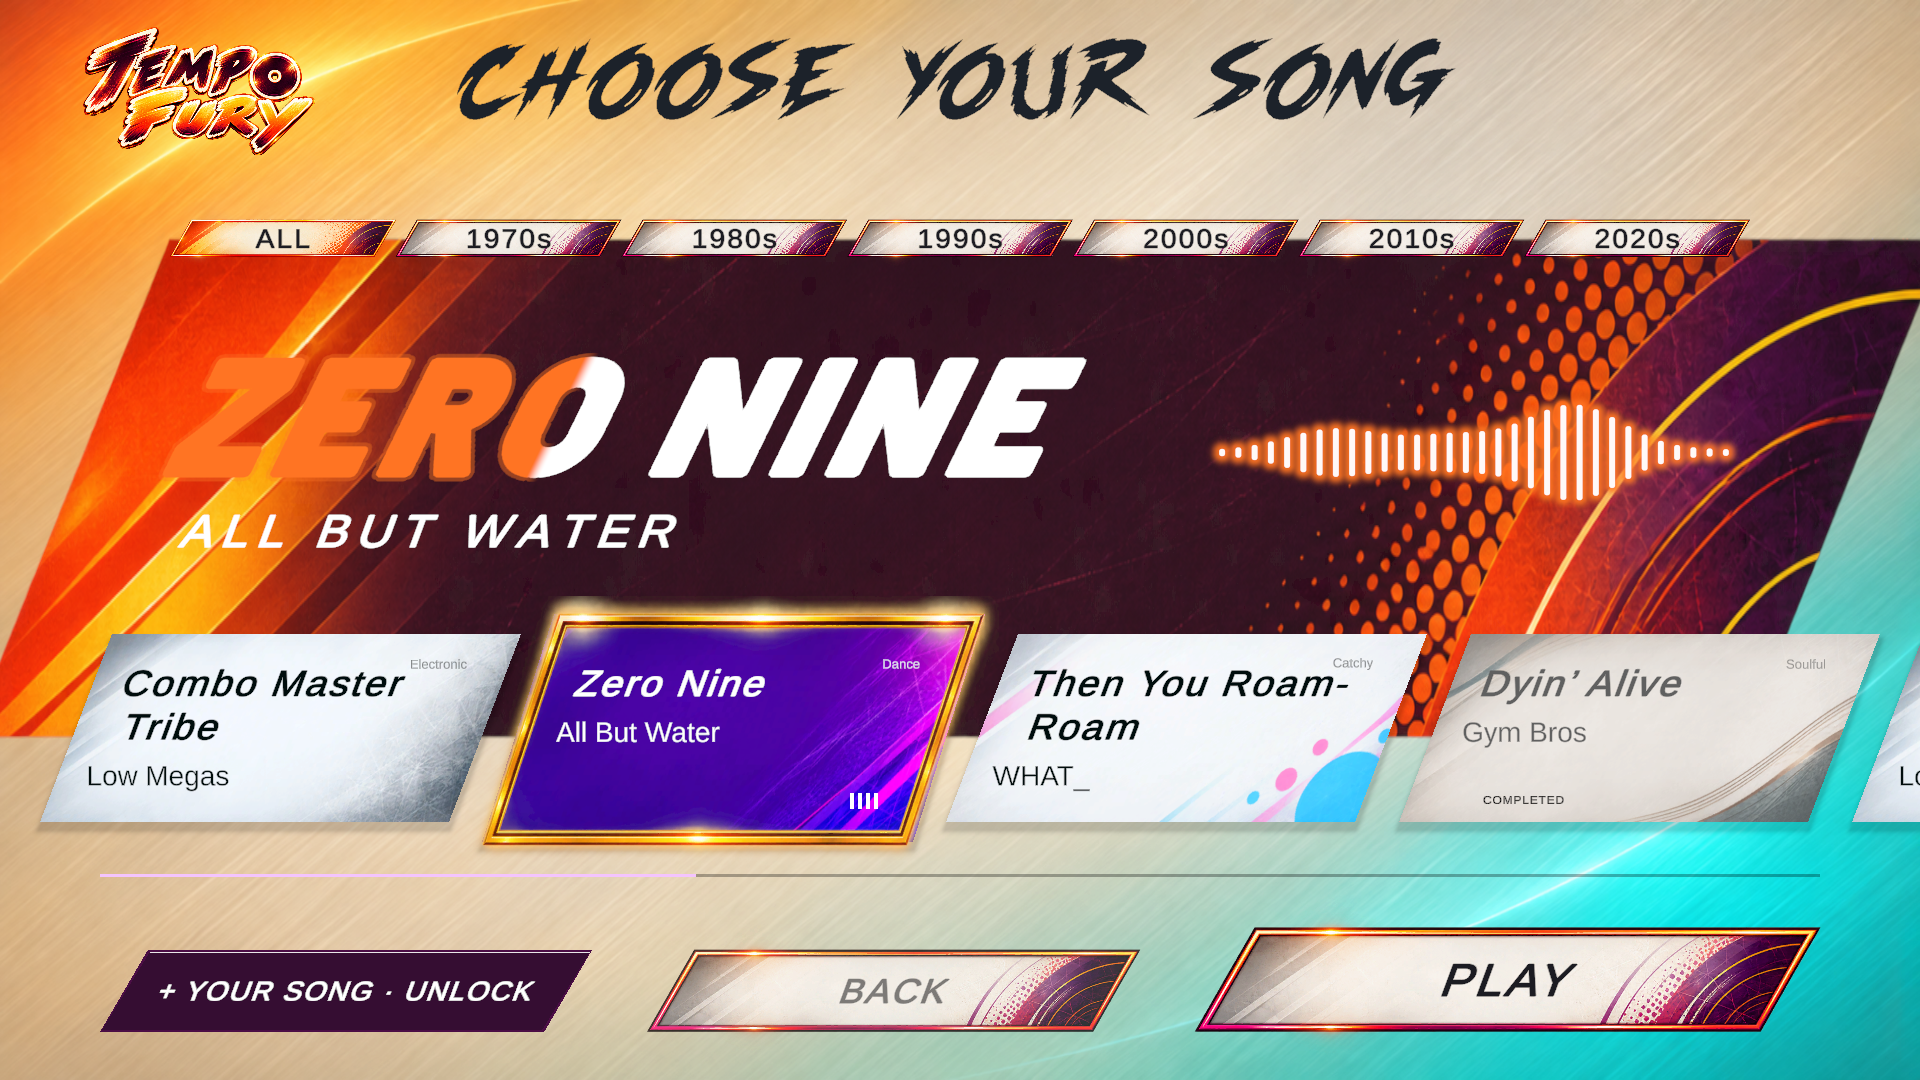 TEMPO
FURY
CHOOSE YOUR SONG
ALL
1970s
1980s
1990s
2000s
2010s
2020s
ZERO NINE
ALL BUT WATER
Electronic
Combo Master
Tribe
Low Megas
Dance
Zero Nine
All But Water
Catchy
Then You Roam-
Roam
WHAT_
Soulful
Dyin’ Alive
Gym Bros
COMPLETED
+ YOUR SONG · UNLOCK
BACK
PLAY